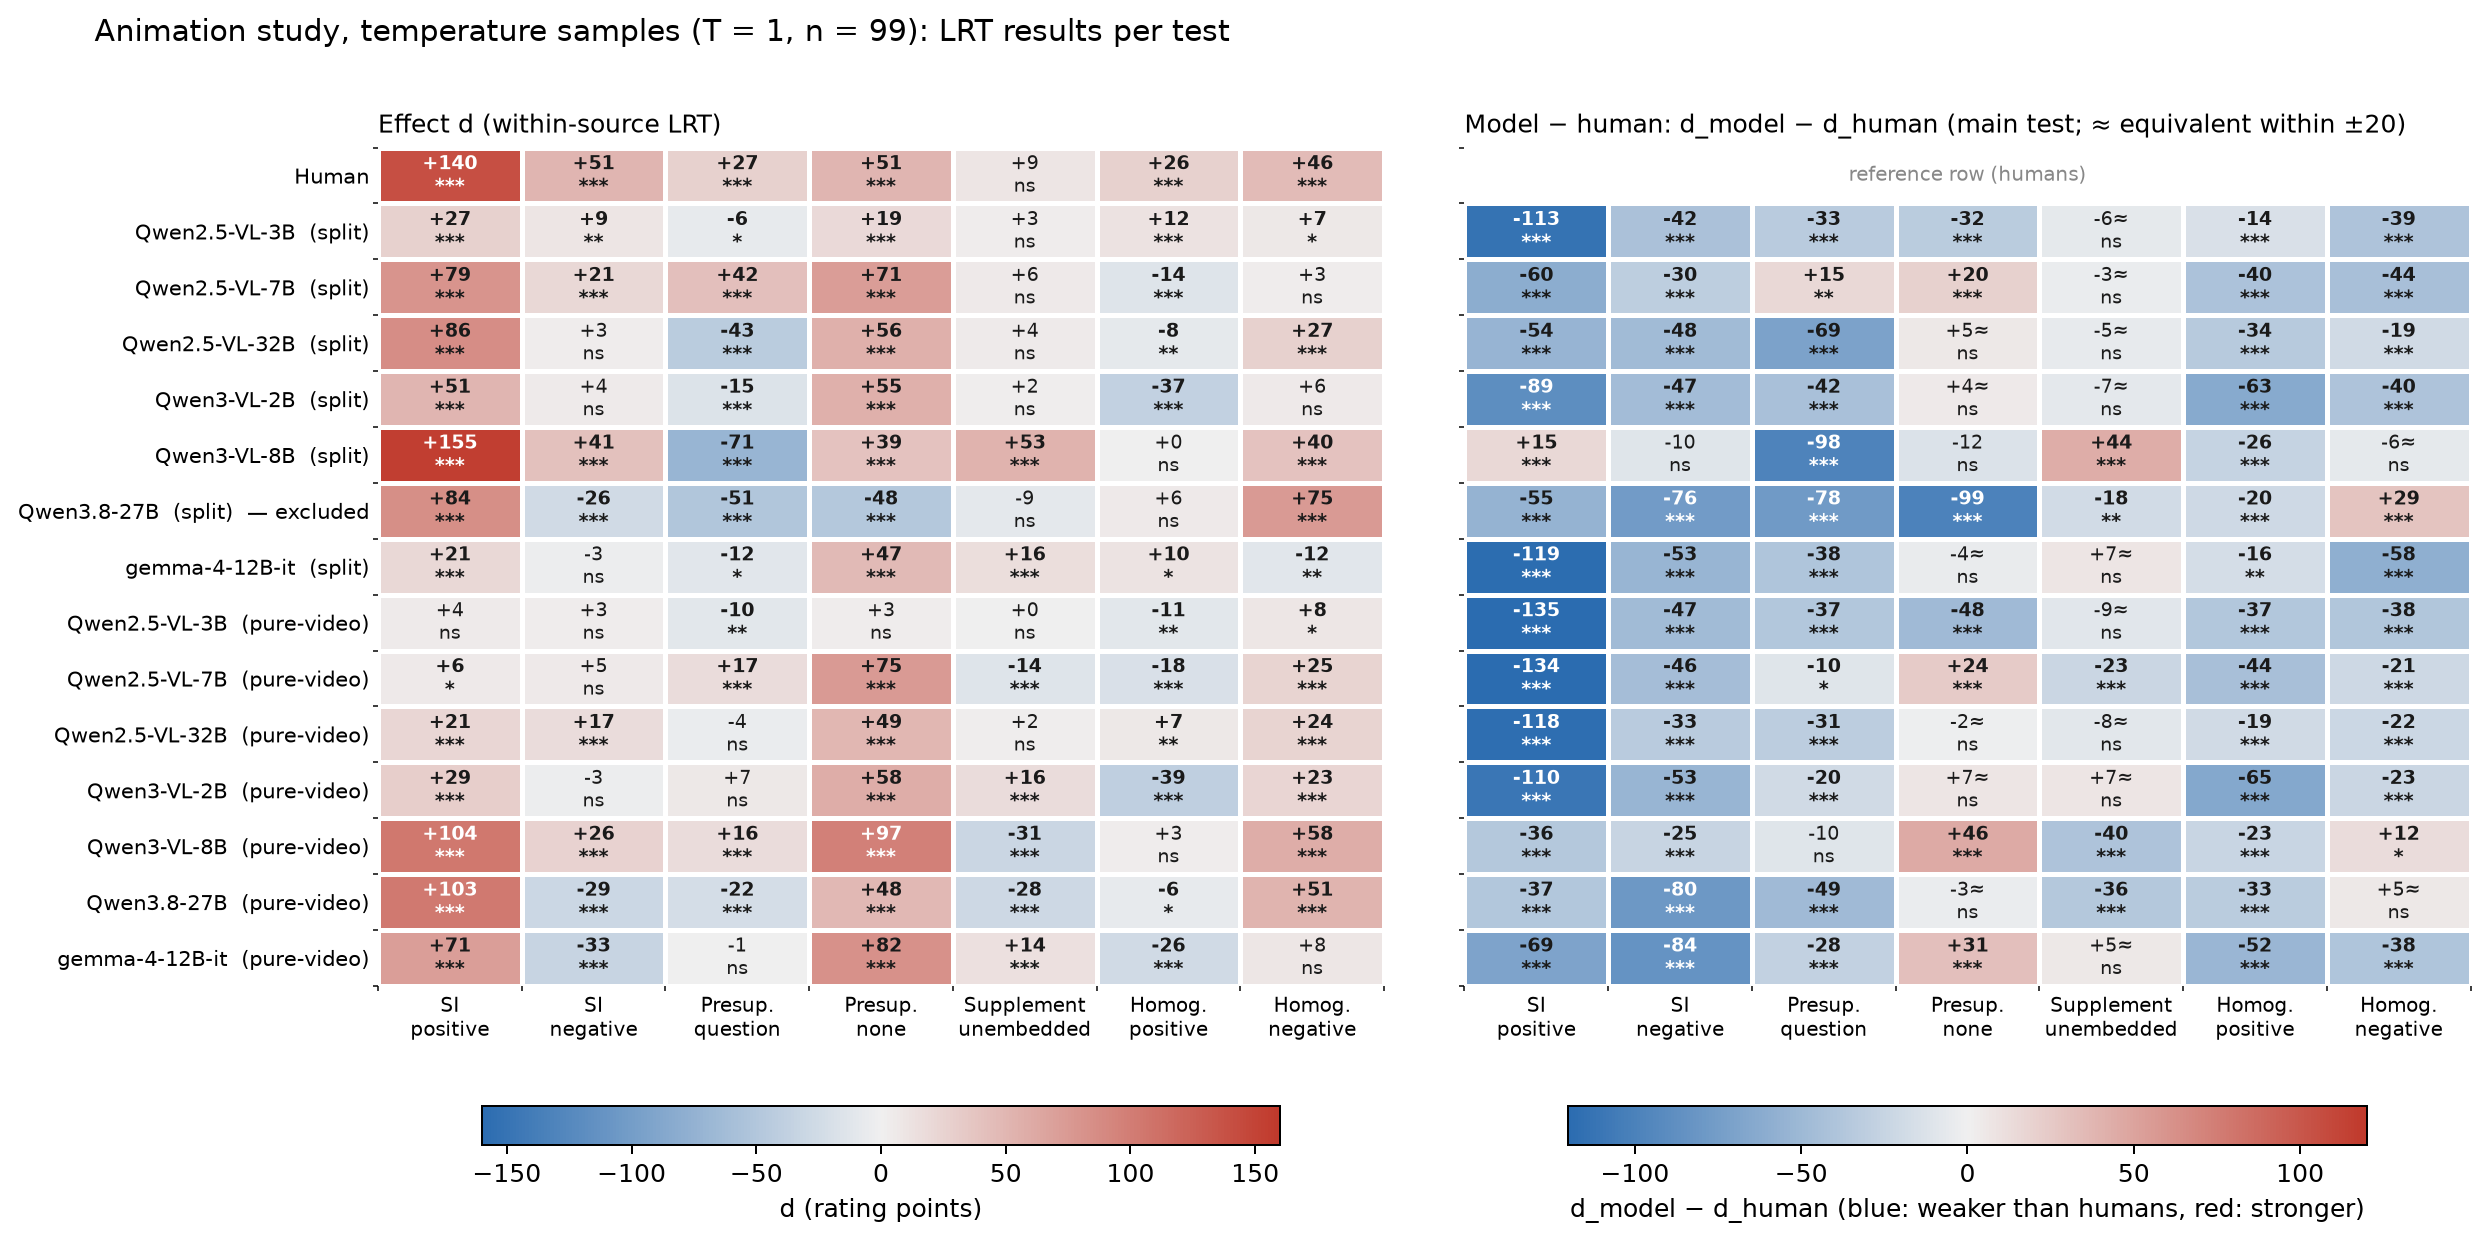 Animation study, temperature samples (T = 1, n = 99): LRT results per test
Effect d (within-source LRT)
Model − human: d_model − d_human (main test; ≈ equivalent within ±20)
Human +140 +51 +27 +51 +9 +26 +46 reference row (humans)
*** *** *** *** ns *** ***
Qwen2.5-VL-3B (split) +27 +9 -6 +19 +3 +12 +7 -113 -42 -33 -32 -6≈ -14 -39
*** ** * *** ns *** * *** *** *** *** ns *** ***
Qwen2.5-VL-7B (split) +79 +21 +42 +71 +6 -14 +3 -60 -30 +15 +20 -3≈ -40 -44
*** *** *** *** ns *** ns *** *** ** *** ns *** ***
Qwen2.5-VL-32B (split) +86 +3 -43 +56 +4 -8 +27 -54 -48 -69 +5≈ -5≈ -34 -19
*** ns *** *** ns ** *** *** *** *** ns ns *** ***
Qwen3-VL-2B (split) +51 +4 -15 +55 +2 -37 +6 -89 -47 -42 +4≈ -7≈ -63 -40
*** ns *** *** ns *** ns *** *** *** ns ns *** ***
Qwen3-VL-8B (split) +155 +41 -71 +39 +53 +0 +40 +15 -10 -98 -12 +44 -26 -6≈
*** *** *** *** *** ns *** *** ns *** ns *** *** ns
Qwen3.8-27B (split) — excluded +84 -26 -51 -48 -9 +6 +75 -55 -76 -78 -99 -18 -20 +29
*** *** *** *** ns ns *** *** *** *** *** ** *** ***
gemma-4-12B-it (split) +21 -3 -12 +47 +16 +10 -12 -119 -53 -38 -4≈ +7≈ -16 -58
*** ns * *** *** * ** *** *** *** ns ns ** ***
Qwen2.5-VL-3B (pure-video) +4 +3 -10 +3 +0 -11 +8 -135 -47 -37 -48 -9≈ -37 -38
ns ns ** ns ns ** * *** *** *** *** ns *** ***
Qwen2.5-VL-7B (pure-video) +6 +5 +17 +75 -14 -18 +25 -134 -46 -10 +24 -23 -44 -21
* ns *** *** *** *** *** *** *** * *** *** *** ***
Qwen2.5-VL-32B (pure-video) +21 +17 -4 +49 +2 +7 +24 -118 -33 -31 -2≈ -8≈ -19 -22
*** *** ns *** ns ** *** *** *** *** ns ns *** ***
Qwen3-VL-2B (pure-video) +29 -3 +7 +58 +16 -39 +23 -110 -53 -20 +7≈ +7≈ -65 -23
*** ns ns *** *** *** *** *** *** *** ns ns *** ***
Qwen3-VL-8B (pure-video) +104 +26 +16 +97 -31 +3 +58 -36 -25 -10 +46 -40 -23 +12
*** *** *** *** *** ns *** *** *** ns *** *** *** *
Qwen3.8-27B (pure-video) +103 -29 -22 +48 -28 -6 +51 -37 -80 -49 -3≈ -36 -33 +5≈
*** *** *** *** *** * *** *** *** *** ns *** *** ns
gemma-4-12B-it (pure-video) +71 -33 -1 +82 +14 -26 +8 -69 -84 -28 +31 +5≈ -52 -38
*** *** ns *** *** *** ns *** *** *** *** ns *** ***
SI Presup. SI Presup. Supplement Homog. Homog.
SI SI Presup. Presup. Supplement Homog. Homog.
positive negative question none unembedded positive negative positive negative question none unembedded positive negative
−150 −100 −50 0 50 100 150
d (rating points)
−100 −50 0 50 100
d_model − d_human (blue: weaker than humans, red: stronger)